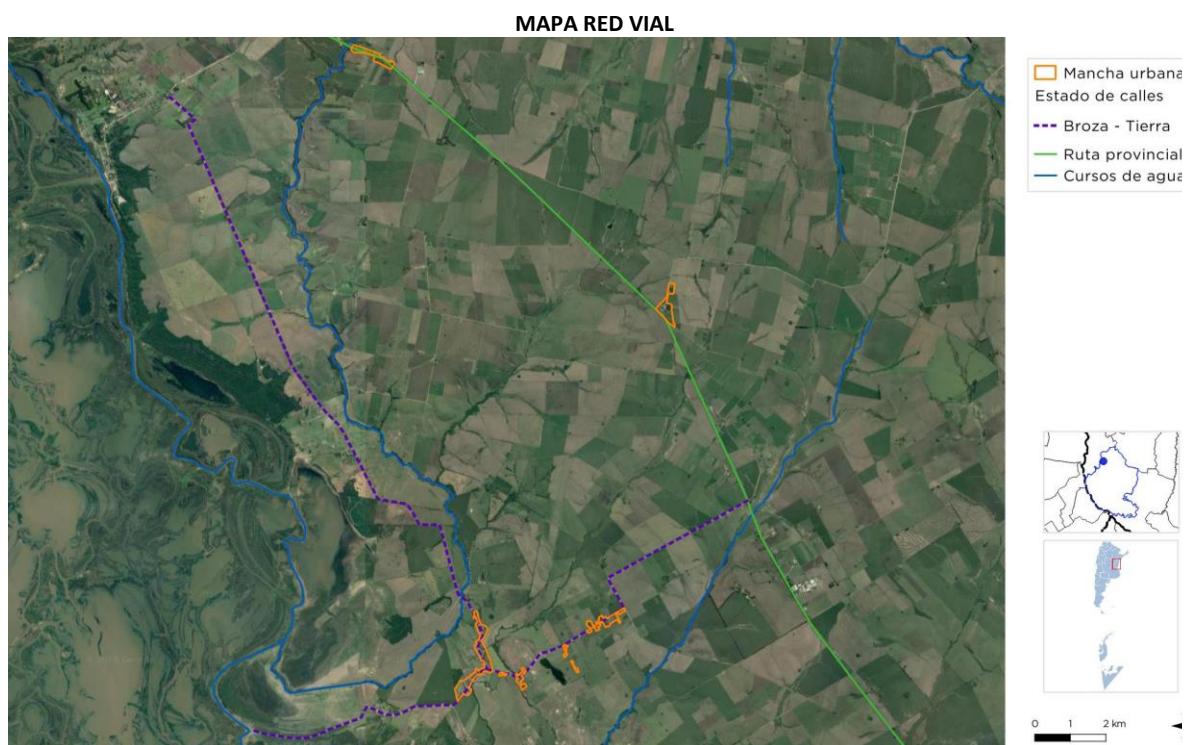 MAPA RED VIAL
Mancha urbana
Estado de calles
Broza - Tierra
Ruta provincial
Cursos de agua
0 1 2 km